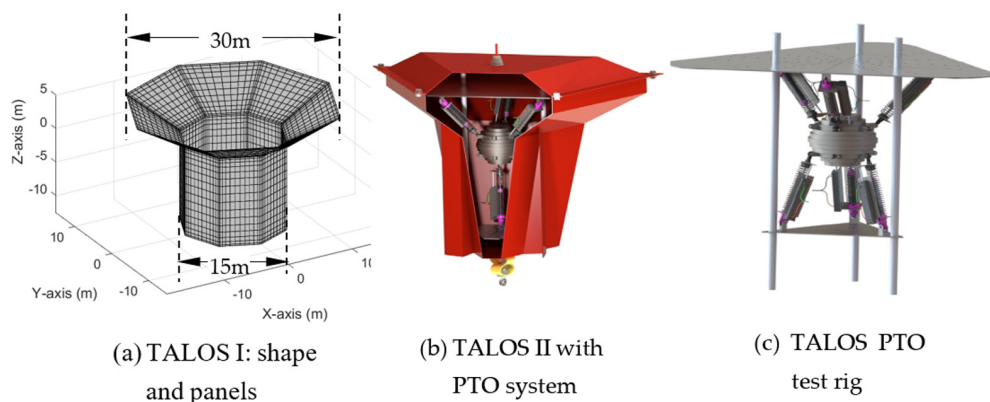 30m
Z-axis (m)
5
0
-5
-10
15m
10
0
-10
Y-axis (m)
-10
0
10
X-axis (m)
(a) TALOS I: shape
and panels
(b) TALOS II with
PTO system
(c) TALOS PTO
test rig